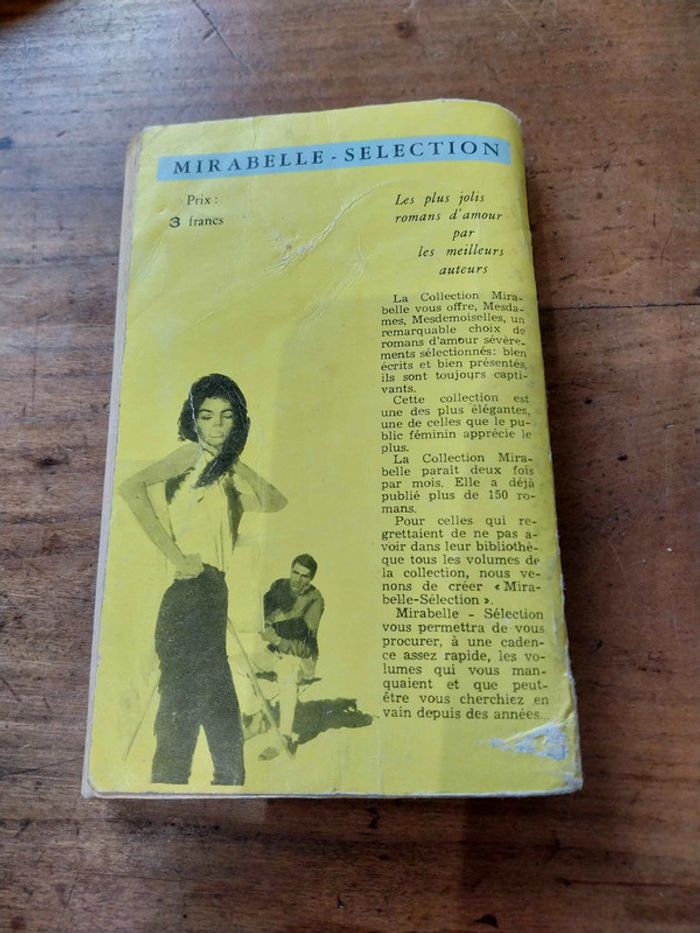 MIRABELLE - SELECTION
Prix :
3 francs
Les plus jolis
romans d'amour
par
les meilleurs
auteurs
La Collection Mira-
belle vous offre, Mesda-
mes, Mesdemoiselles, un
remarquable choix de
romans d'amour sévère-
ments sélectionnés: bien
écrits et bien présentés,
ils sont toujours capti-
vants.
Cette collection est
une des plus élégantes,
une de celles que le pu-
blic féminin apprécie le
plus.
La Collection Mira-
belle paraît deux fois
par mois. Elle a déjà
publié plus de 150 ro-
mans.
Pour celles qui re-
grettaient de ne pas a-
voir dans leur bibliothè-
que tous les volumes de
la collection, nous ve-
nons de créer « Mira-
belle-Sélection ».
Mirabelle - Sélection
vous permettra de vous
procurer, à une caden-
ce assez rapide, les vo-
lumes qui vous man-
quaient et que peut-
être vous cherchiez en
vain depuis des années...